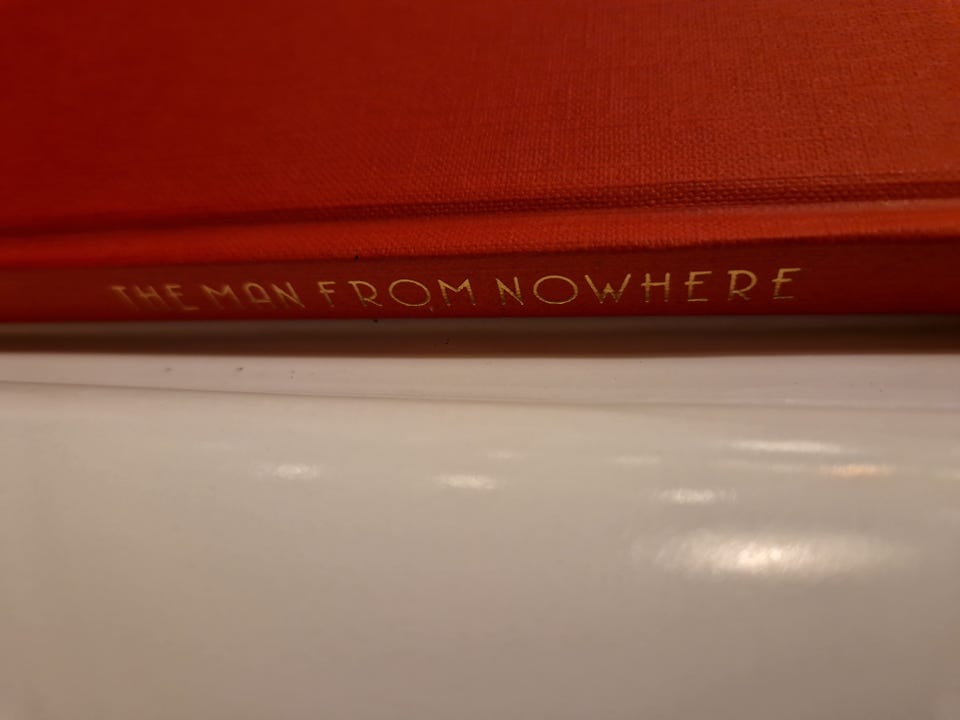 THE MAN FROM NOWHERE